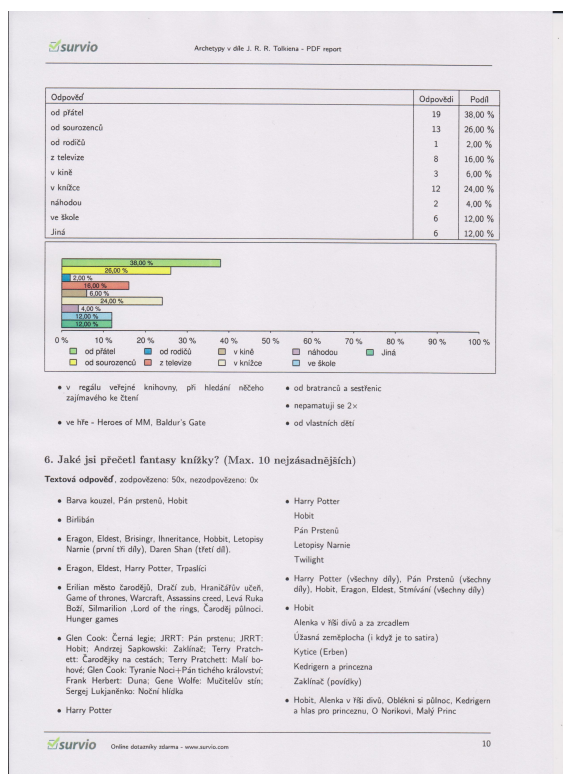 survio
Archetypy v díle J. R. R. Tolkiena - PDF report
Odpověď Odpovědi Podíl
od přátel 19 38,00 %
od sourozenců 13 26,00 %
od rodičů 1 2,00 %
z televize 8 16,00 %
v kině 3 6,00 %
v knížce 12 24,00 %
náhodou 2 4,00 %
ve škole 6 12,00 %
Jiná 6 12,00 %
38,00 %
26,00 %
2,00 %
16,00 %
6,00 %
24,00 %
4,00 %
12,00 %
12,00 %
0 % 10 % 20 % 30 % 40 % 50 % 60 % 70 % 80 % 90 % 100 %
od přátel od rodičů v kině náhodou Jiná
od sourozenců z televize v knížce ve škole
• v regálu veřejné knihovny, při hledání něčeho
zajímavého ke čtení
• ve hře - Heroes of MM, Baldur's Gate
• od bratranců a sestřenic
• nepamatuji se 2×
• od vlastních dětí
6. Jaké jsi přečetl fantasy knížky? (Max. 10 nejzásadnějších)
Textová odpověď, zodpovězeno: 50x, nezodpovězeno: 0x
• Barva kouzel, Pán prstenů, Hobit
• Birlibán
• Eragon, Eldest, Brisingr, Ihneritance, Hobbit, Letopisy
Narnie (první tři díly), Daren Shan (třetí díl).
• Eragon, Eldest, Harry Potter, Trpaslíci
• Erilian město čarodějů, Dračí zub, Hraničářův učeň,
Game of thrones, Warcraft, Assassins creed, Levá Ruka
Boží, Silmarilion ,Lord of the rings, Čaroděj půlnoci.
Hunger games
• Glen Cook: Černá legie; JRRT: Pán prstenu; JRRT:
Hobit; Andrzej Sapkowski: Zaklínač; Terry Pratch-
ett: Čarodějky na cestách; Terry Pratchett: Malí bo-
hové; Glen Cook: Tyranie Noci+Pán tichého království;
Frank Herbert: Duna; Gene Wolfe: Mučitelův stín;
Sergej Lukjaněnko: Noční hlídka
• Harry Potter
• Harry Potter
Hobit
Pán Prstenů
Letopisy Narnie
Twilight
• Harry Potter (všechny díly), Pán Prstenů (všechny
díly), Hobit, Eragon, Eldest, Stmívání (všechny díly)
• Hobit
Alenka v říši divů a za zrcadlem
Úžasná zeměplocha (i když je to satira)
Kytice (Erben)
Kedrigern a princezna
Zaklínač (povídky)
• Hobit, Alenka v říši divů, Oblékni si půlnoc, Kedrigern
a hlas pro princeznu, O Norikovi, Malý Princ
survio Online dotazníky zdarma - www.survio.com 10